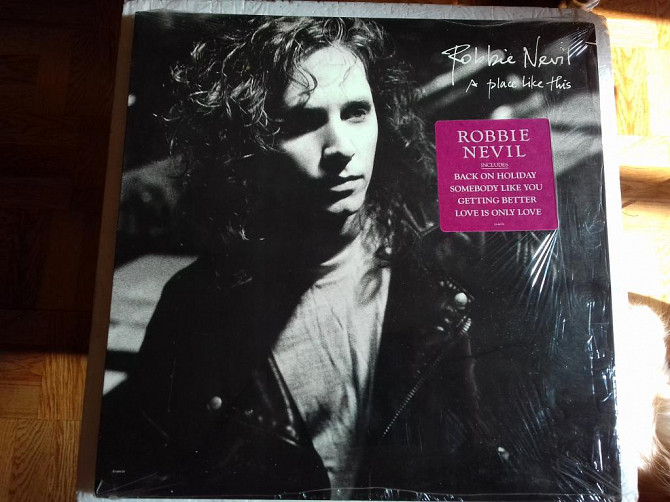 Robbie Nevil
A place like this
ROBBIE
NEVIL
INCLUDES
BACK ON HOLIDAY
SOMEBODY LIKE YOU
GETTING BETTER
LOVE IS ONLY LOVE